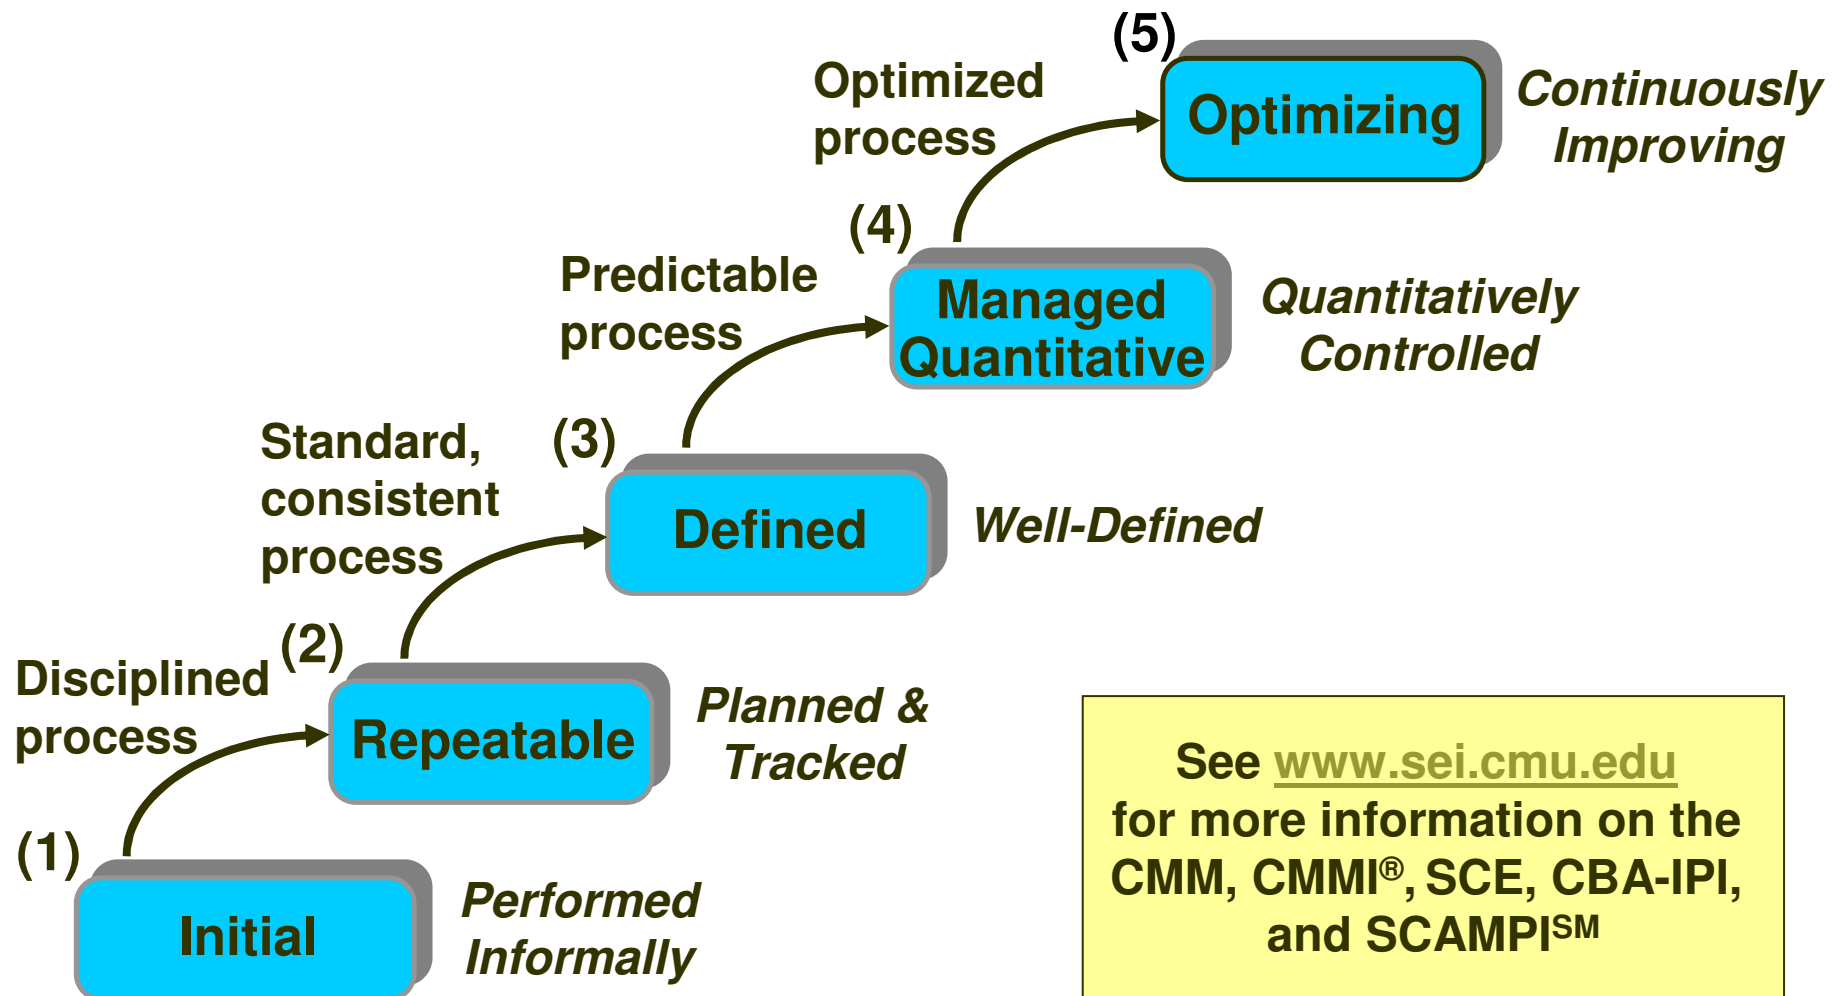 (5)
Optimized
process
Optimizing
Continuously
Improving
(4)
Predictable
process
Managed
Quantitative
Quantitatively
Controlled
Standard,
consistent
process
(3)
Defined
Well-Defined
(2)
Disciplined
process
Repeatable
Planned &
Tracked
(1)
Initial
Performed
Informally
See www.sei.cmu.edu
for more information on the
CMM, CMMI®, SCE, CBA-IPI,
and SCAMPI℠